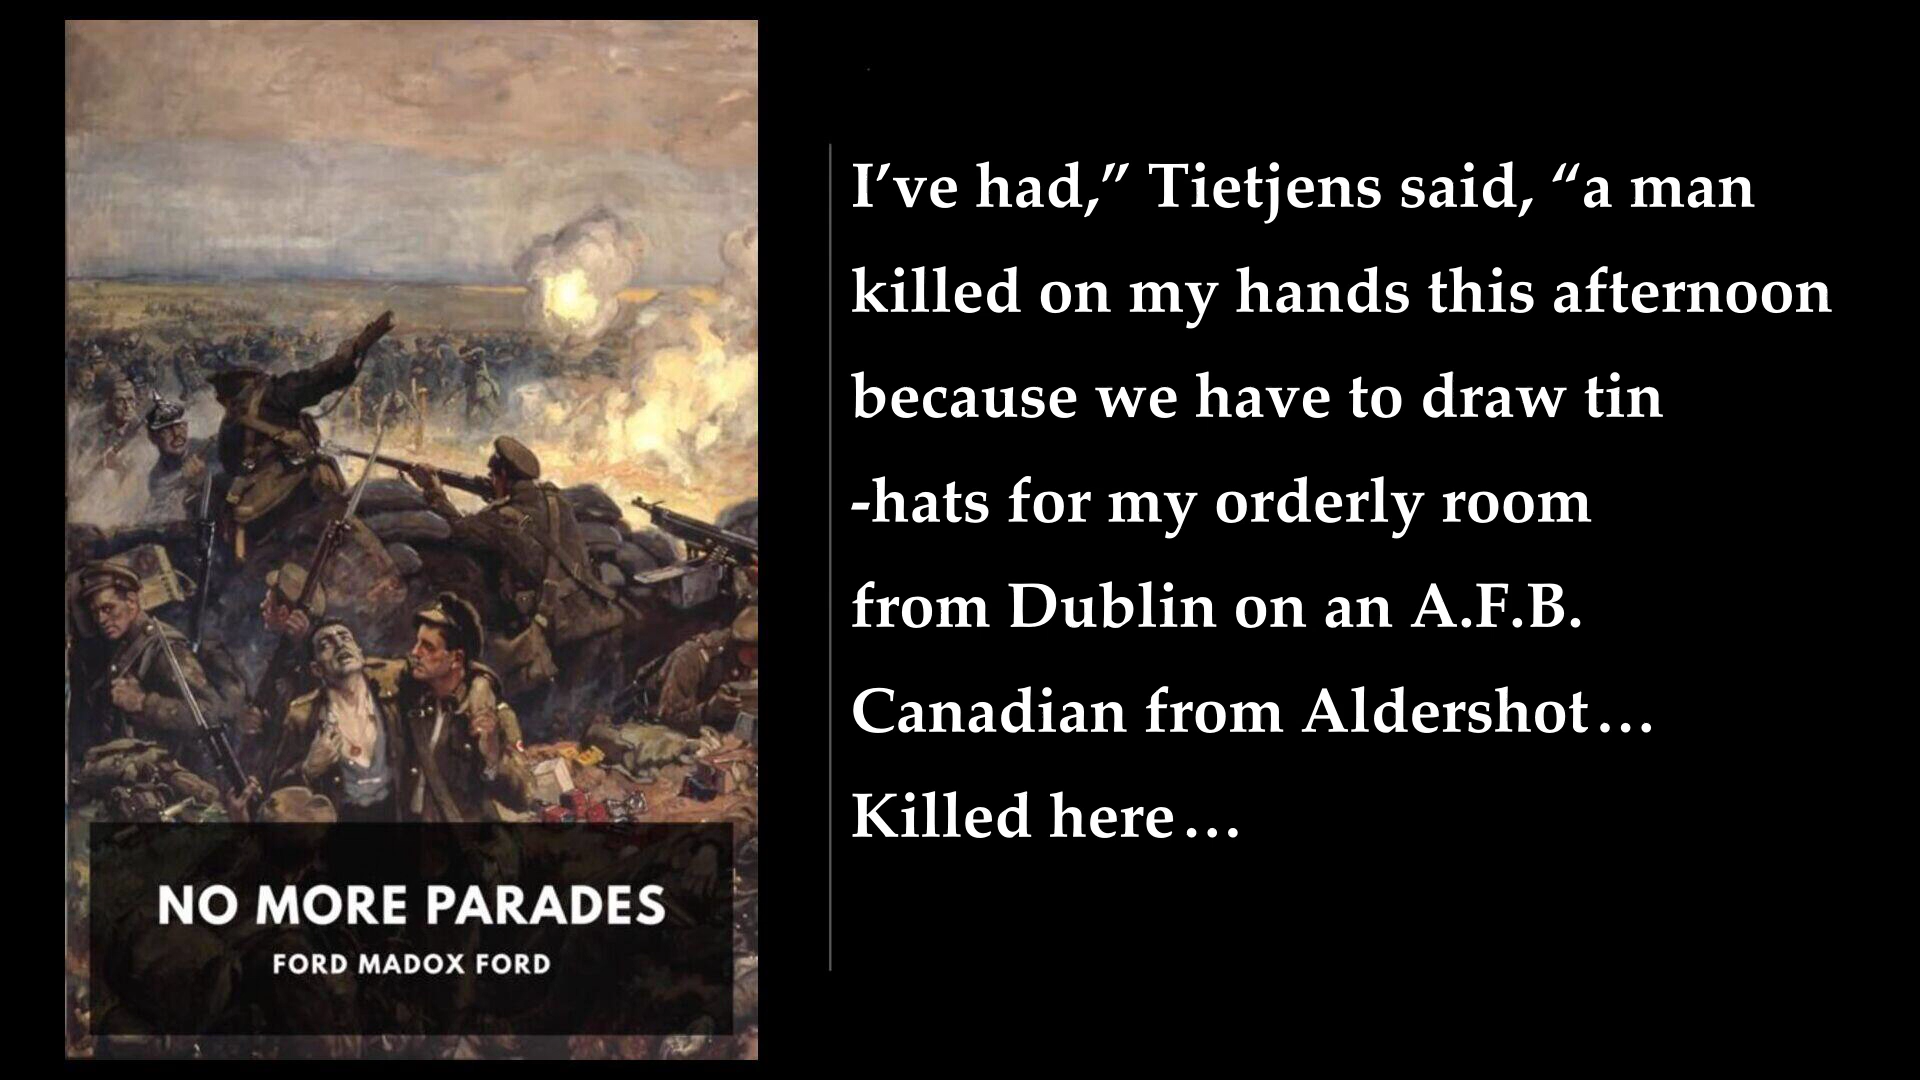 I’ve had,” Tietjens said, “a man
killed on my hands this afternoon
because we have to draw tin
-hats for my orderly room
from Dublin on an A.F.B.
Canadian from Aldershot…
Killed here…
NO MORE PARADES
FORD MADOX FORD